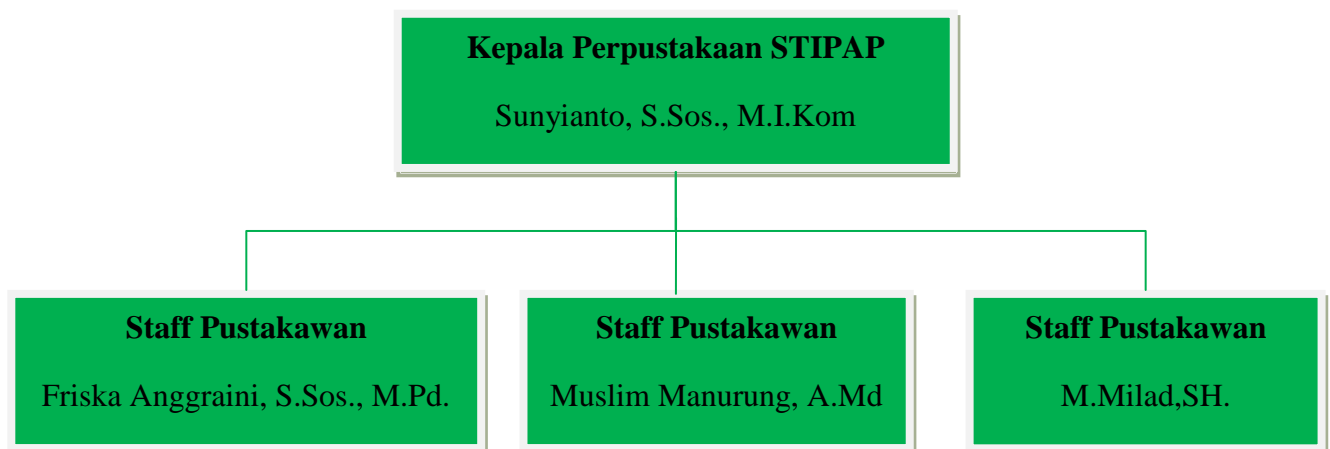 Kepala Perpustakaan STIPAP
Sunyianto, S.Sos., M.I.Kom
Staff Pustakawan
Friska Anggraini, S.Sos., M.Pd.
Staff Pustakawan
Muslim Manurung, A.Md
Staff Pustakawan
M.Milad,SH.